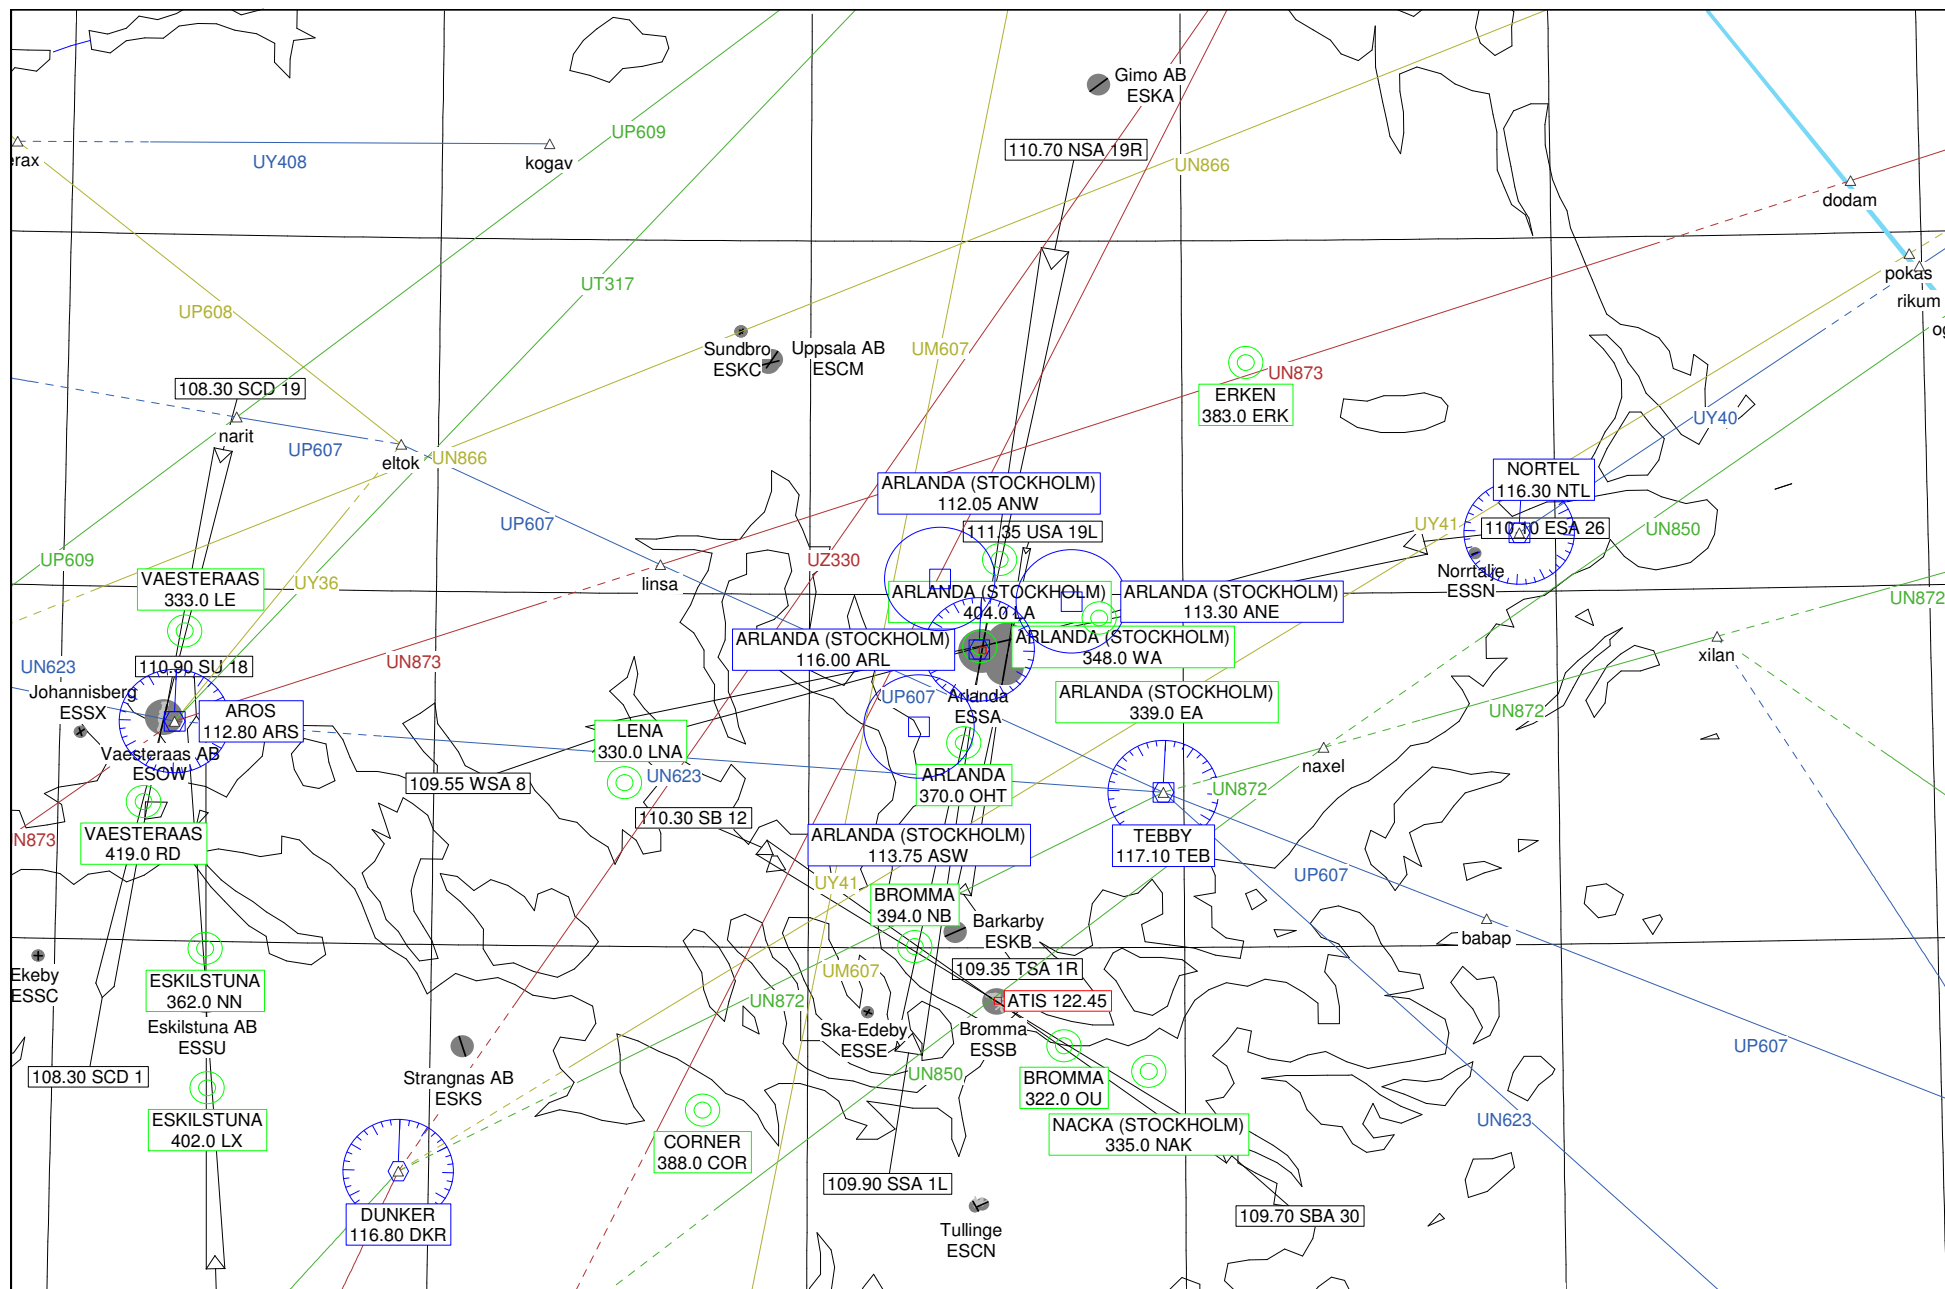 Gimo AB
ESKA
110.70 NSA 19R
UP609
UY408
kogav
erax
UN866
dodam
pokas
rikum
UT317
UP608
UM607
Sundbro
ESKC
Uppsala AB
ESCM
UN873
ERKEN
383.0 ERK
108.30 SCD 19
narit
UP607
eltok
UN866
UY40
NORTEL
116.30 NTL
110.10 ESA 26
UY41
UN850
Norrtalje
ESSN
ARLANDA (STOCKHOLM)
112.05 ANW
111.35 USA 19L
UP607
UP609
UZ330
linsa
UY36
VAESTERAAS
333.0 LE
ARLANDA (STOCKHOLM)
404.0 LA
ARLANDA (STOCKHOLM)
113.30 ANE
UN872
ARLANDA (STOCKHOLM)
116.00 ARL
ARLANDA (STOCKHOLM)
348.0 WA
xilan
UN623
110.90 SU 18
UN873
Johannisberg
ESSX
AROS
112.80 ARS
Vaesteraas AB
ESOW
UP607
Arlanda
ESSA
ARLANDA (STOCKHOLM)
339.0 EA
UN872
LENA
330.0 LNA
UN623
109.55 WSA 8
naxel
ARLANDA
370.0 OHT
UN872
110.30 SB 12
UN873
VAESTERAAS
419.0 RD
ARLANDA (STOCKHOLM)
113.75 ASW
TEBBY
117.10 TEB
UP607
UY41
BROMMA
394.0 NB
Barkarby
ESKB
babap
Ekeby
ESSC
ESKILSTUNA
362.0 NN
UM607
109.35 TSA 1R
UN872
ATIS 122.45
Eskilstuna AB
ESSU
Ska-Edeby
ESSE
Bromma
ESSB
UP607
108.30 SCD 1
Strangnas AB
ESKS
UN850
BROMMA
322.0 OU
ESKILSTUNA
402.0 LX
UN623
CORNER
388.0 COR
NACKA (STOCKHOLM)
335.0 NAK
109.90 SSA 1L
DUNKER
116.80 DKR
Tullinge
ESCN
109.70 SBA 30